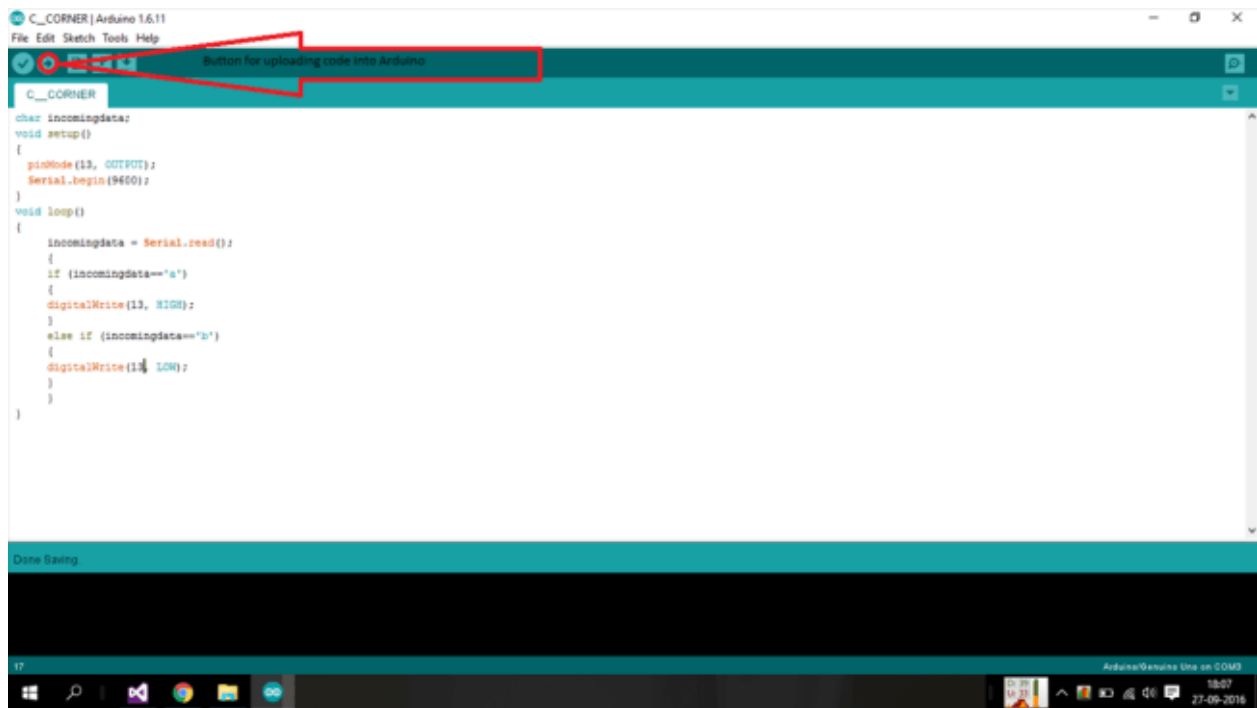 C__CORNER | Arduino 1.6.11
File Edit Sketch Tools Help
Button for uploading code into Arduino
C__CORNER
char incomingdata;
void setup()
{
pinMode(13, OUTPUT);
Serial.begin(9600);
}
void loop()
{
incomingdata = Serial.read();
{
if (incomingdata=='a')
{
digitalWrite(13, HIGH);
}
else if (incomingdata=='b')
{
digitalWrite(13, LOW);
}
}
}
Done Saving.
17
Arduino/Genuino Uno on COM3
18:07
27-09-2016